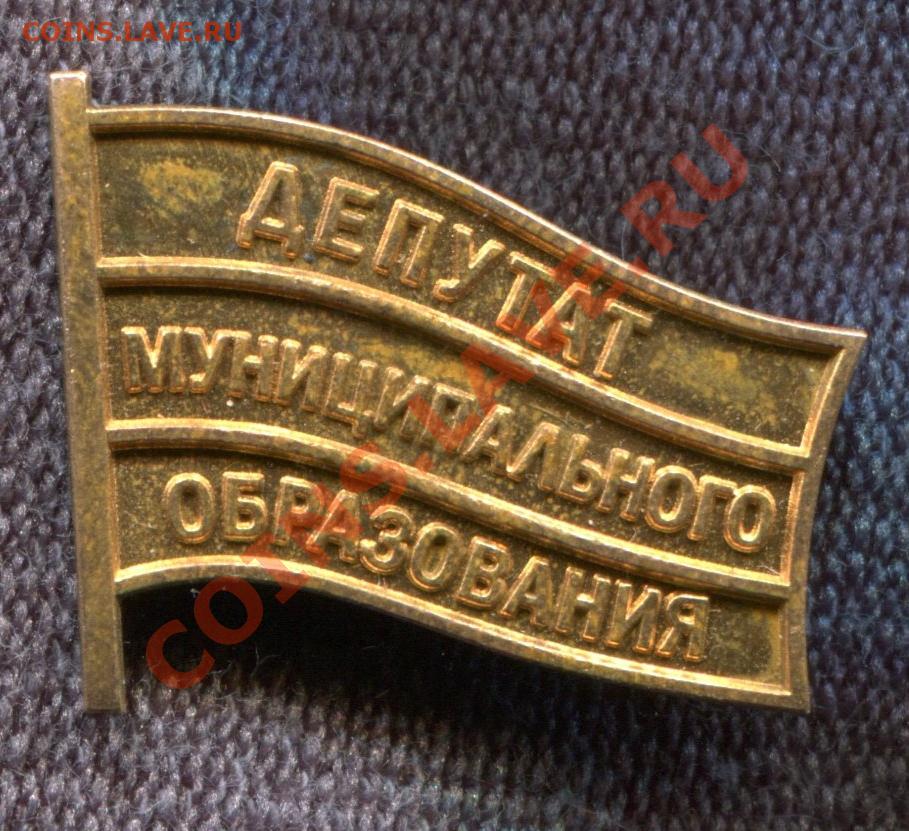 COINS.LAVE.RU
ДЕПУТАТ
МУНИЦИПАЛЬНОГО
ОБРАЗОВАНИЯ
COINS.LAVE.RU